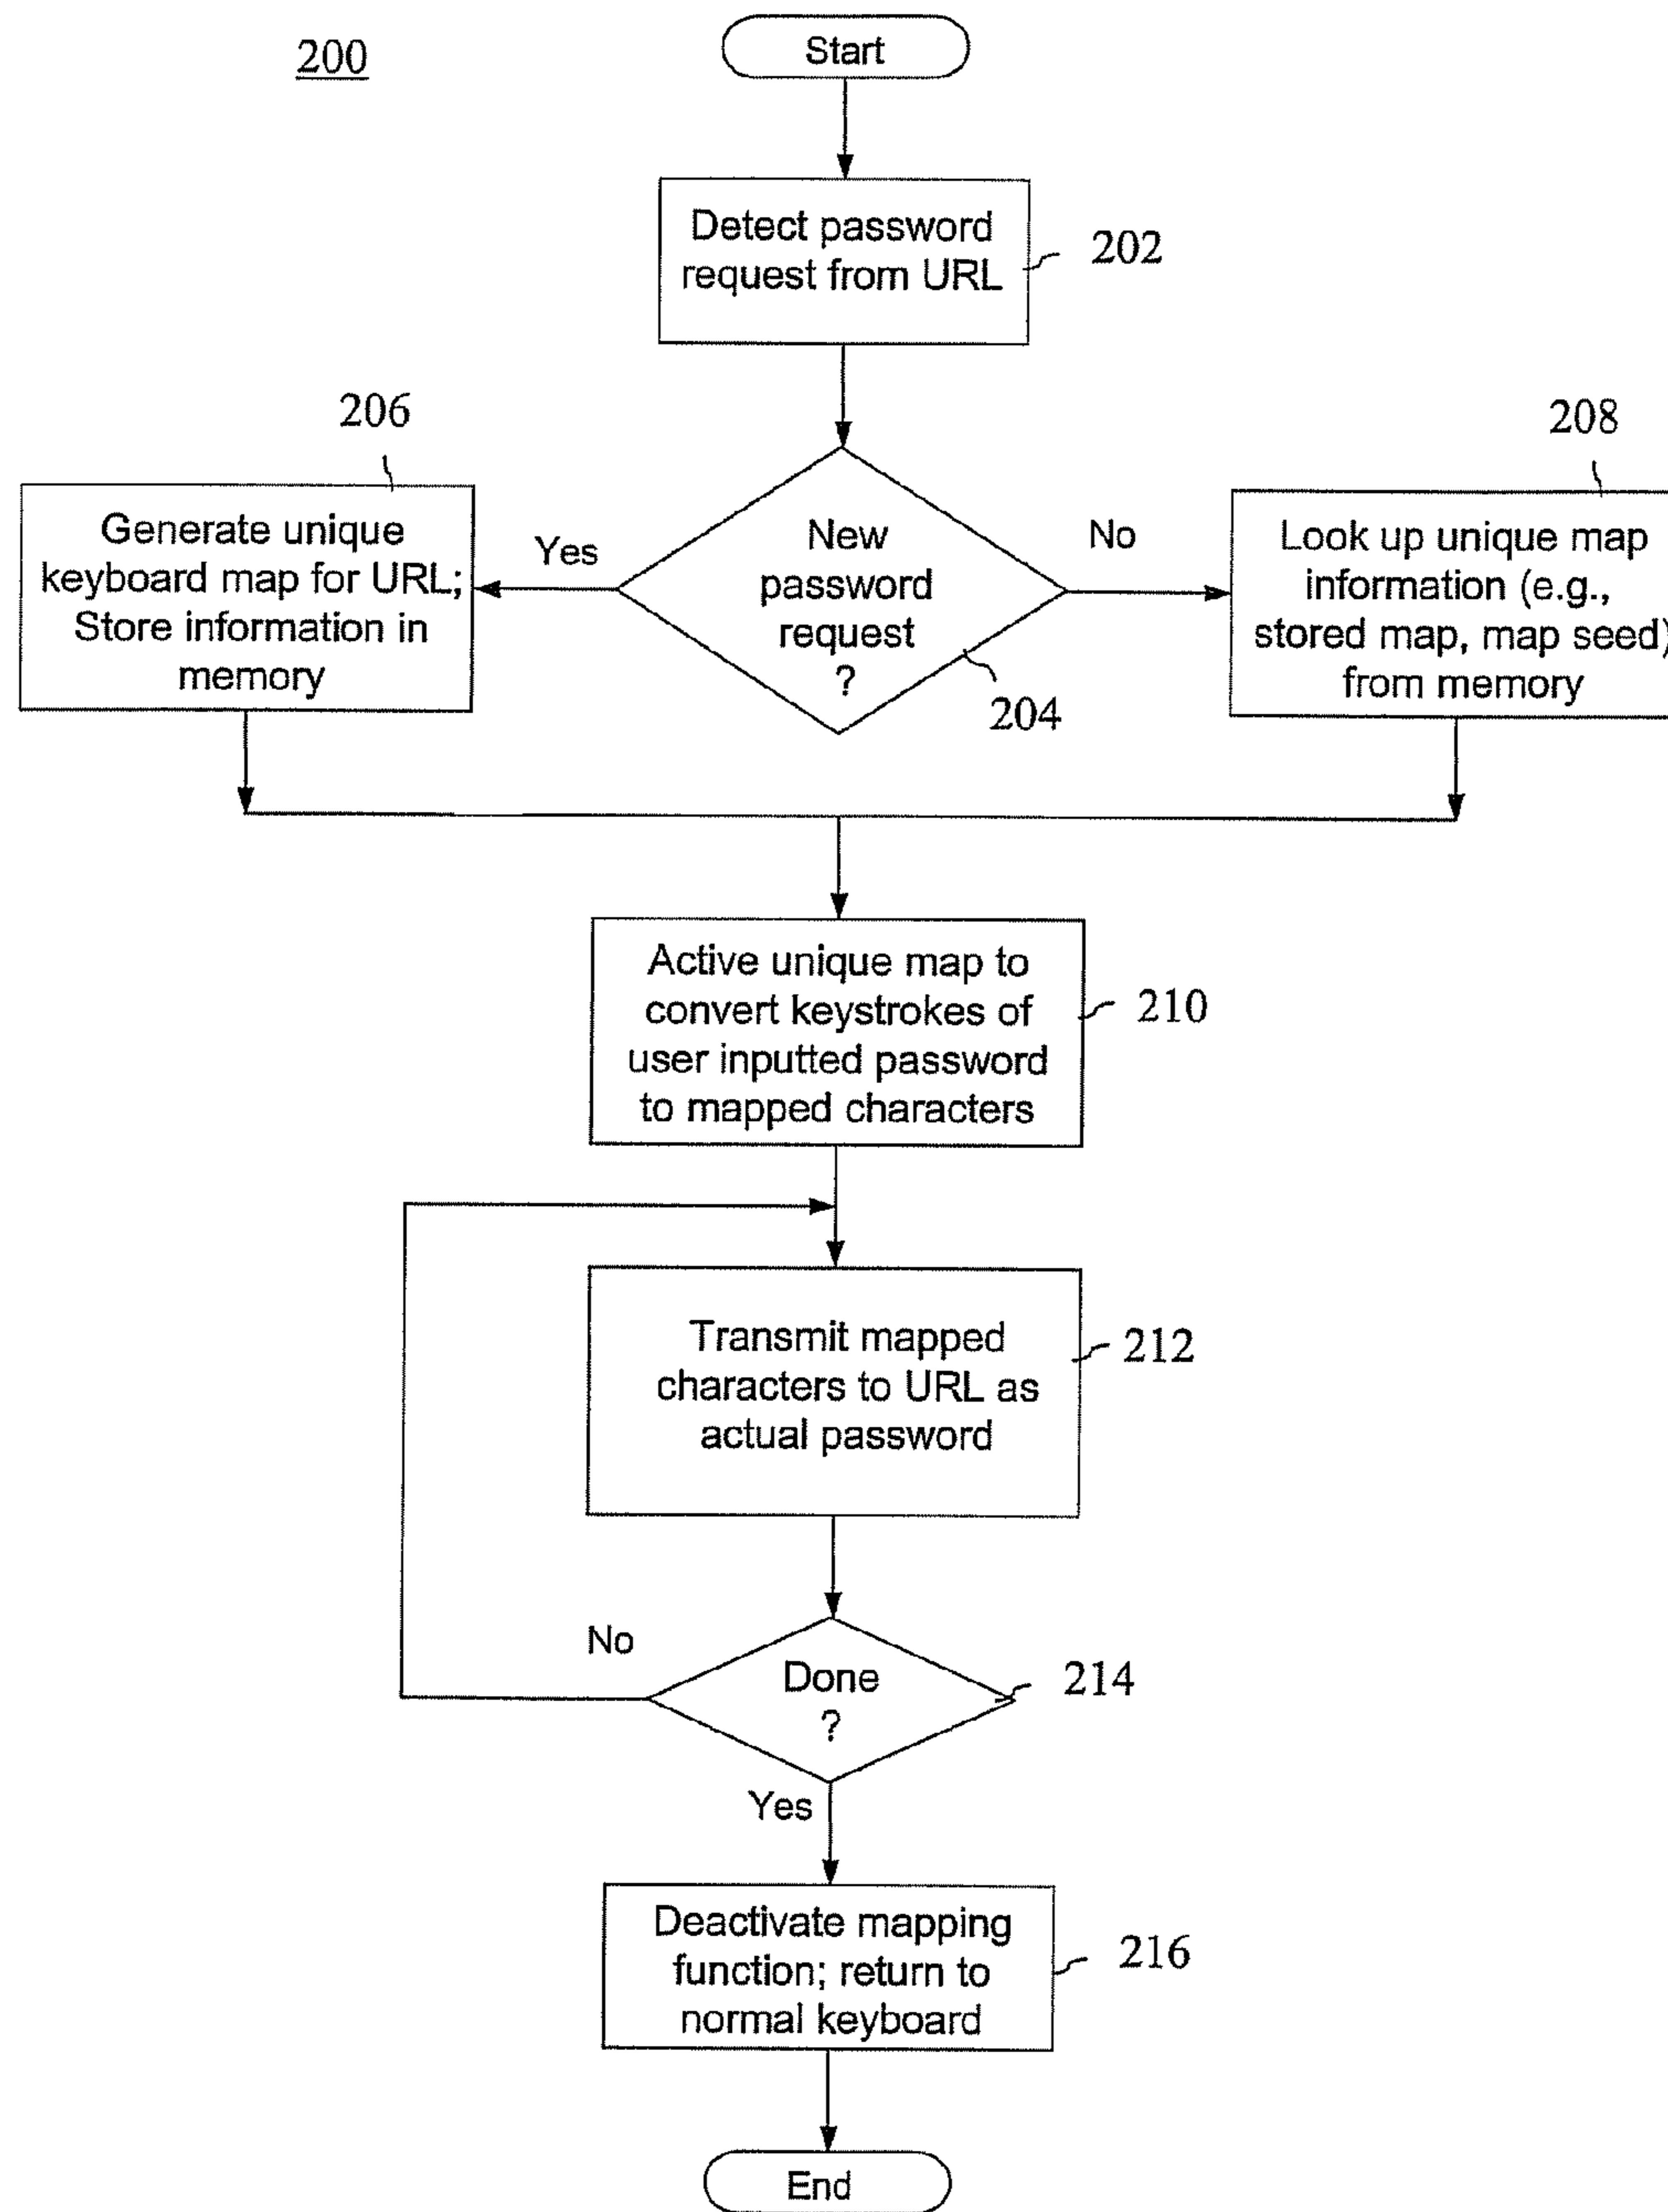 200
Start
Detect password
request from URL
202
206
208
Generate unique
keyboard map for URL;
Store information in
memory
Yes
New
password
request
?
No
204
Look up unique map
information (e.g.,
stored map, map seed)
from memory
Active unique map to
convert keystrokes of
user inputted password
to mapped characters
210
Transmit mapped
characters to URL as
actual password
212
No
Done
?
214
Yes
Deactivate mapping
function; return to
normal keyboard
216
End